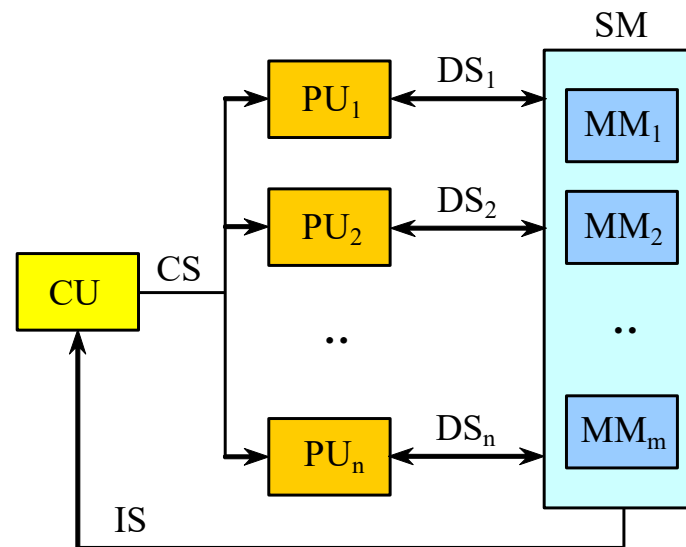 SM
PU₁ DS₁ MM₁
PU₂ DS₂ MM₂
CU CS
.. ..
PUₙ DSₙ MMₘ
IS